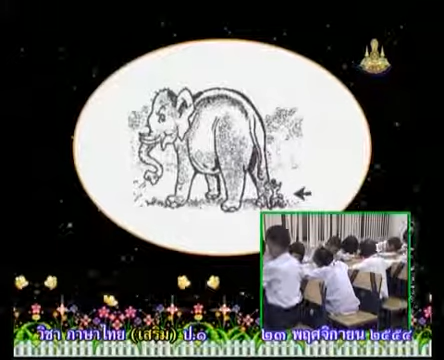 วิชา ภาษาไทย (เสริม) ป.๑ ๒๓ พฤศจิกายน ๒๕๕๔